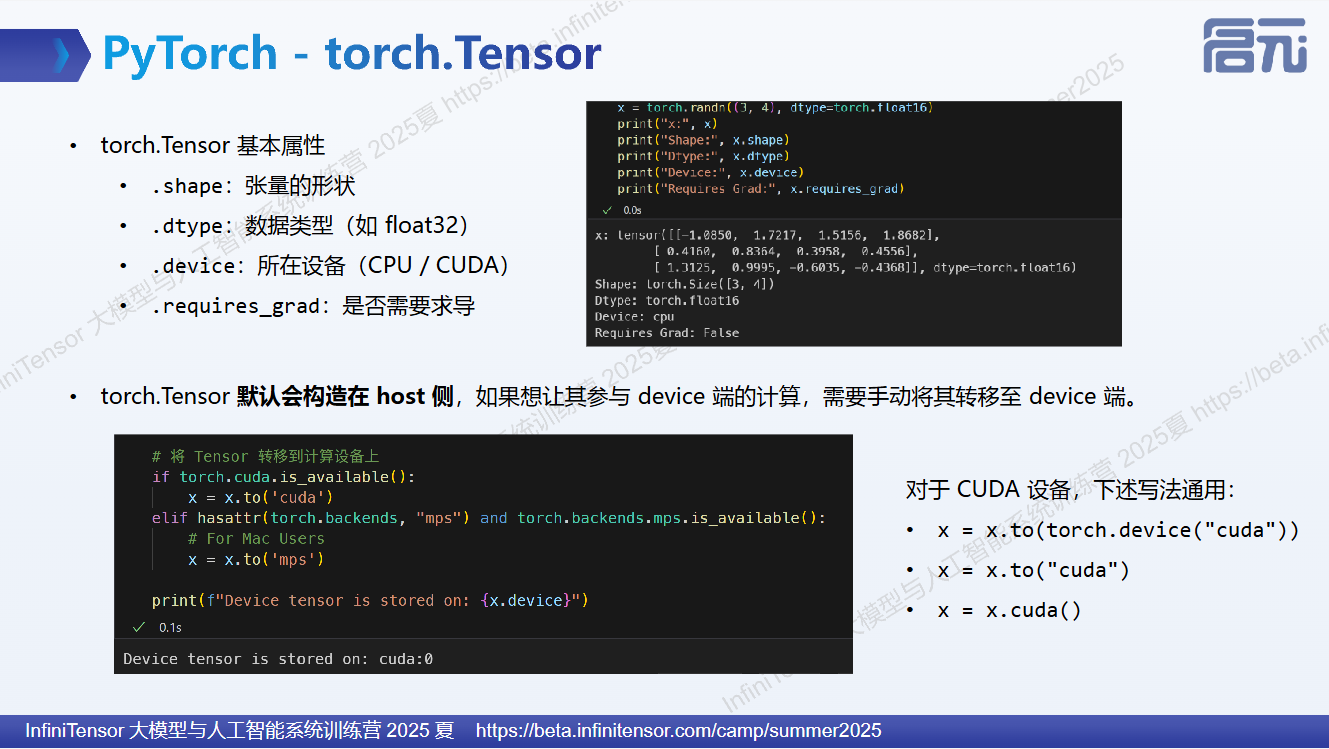 PyTorch - torch.Tensor
启元
• torch.Tensor 基本属性
• .shape：张量的形状
• .dtype：数据类型（如 float32）
• .device：所在设备（CPU / CUDA）
• .requires_grad：是否需要求导
x = torch.randn((3, 4), dtype=torch.float16)
print("x:", x)
print("Shape:", x.shape)
print("Dtype:", x.dtype)
print("Device:", x.device)
print("Requires Grad:", x.requires_grad)
✓ 0.0s
x: tensor([[-1.0850, 1.7217, 1.5156, 1.8682],
[ 0.4160, 0.8364, 0.3958, 0.4556],
[ 1.3125, 0.9995, -0.6035, -0.4368]], dtype=torch.float16)
Shape: torch.Size([3, 4])
Dtype: torch.float16
Device: cpu
Requires Grad: False
• torch.Tensor 默认会构造在 host 侧，如果想让其参与 device 端的计算，需要手动将其转移至 device 端。
# 将 Tensor 转移到计算设备上
if torch.cuda.is_available():
x = x.to('cuda')
elif hasattr(torch.backends, "mps") and torch.backends.mps.is_available():
# For Mac Users
x = x.to('mps')
print(f"Device tensor is stored on: {x.device}")
✓ 0.1s
Device tensor is stored on: cuda:0
对于 CUDA 设备，下述写法通用：
• x = x.to(torch.device("cuda"))
• x = x.to("cuda")
• x = x.cuda()
InfiniTensor 大模型与人工智能系统训练营 2025 夏 https://beta.infinitensor.com/camp/summer2025